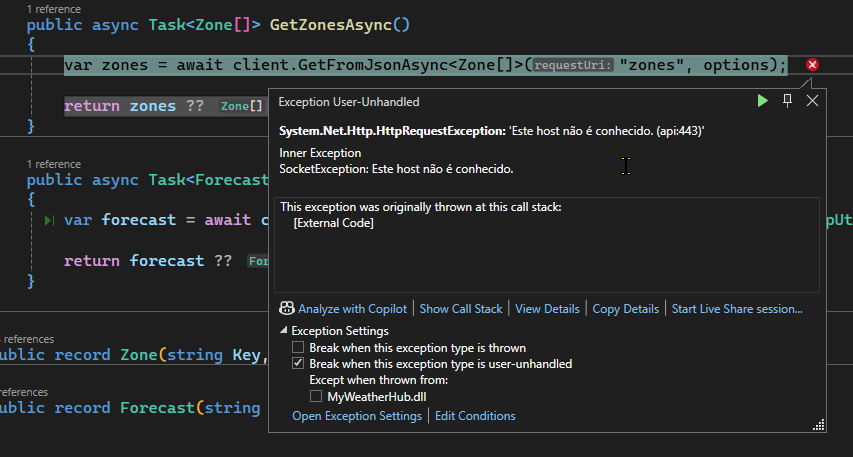 1 reference
public async Task<Zone[]> GetZonesAsync()
{
var zones = await client.GetFromJsonAsync<Zone[]>(requestUri: "zones", options);
return zones ?? Zone[]
}
Exception User-Unhandled
System.Net.Http.HttpRequestException: 'Este host não é conhecido. (api:443)'
Inner Exception
SocketException: Este host não é conhecido.
This exception was originally thrown at this call stack:
[External Code]
Analyze with Copilot | Show Call Stack | View Details | Copy Details | Start Live Share session...
Exception Settings
Break when this exception type is thrown
Break when this exception type is user-unhandled
Except when thrown from:
MyWeatherHub.dll
Open Exception Settings | Edit Conditions
1 reference
public async Task<Forecast
{
var forecast = await c
pUt
return forecast ?? For
}
references
ublic record Zone(string Key,
references
ublic record Forecast(string